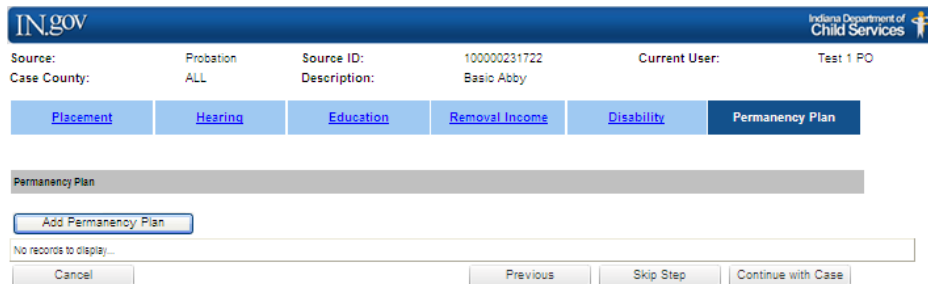 IN.gov
Indiana Department of
Child Services
Source: Probation Source ID: 100000231722 Current User: Test 1 PO
Case County: ALL Description: Basic Abby
Placement Hearing Education Removal Income Disability Permanency Plan
Permanency Plan
Add Permanency Plan
No records to display...
Cancel Previous Skip Step Continue with Case